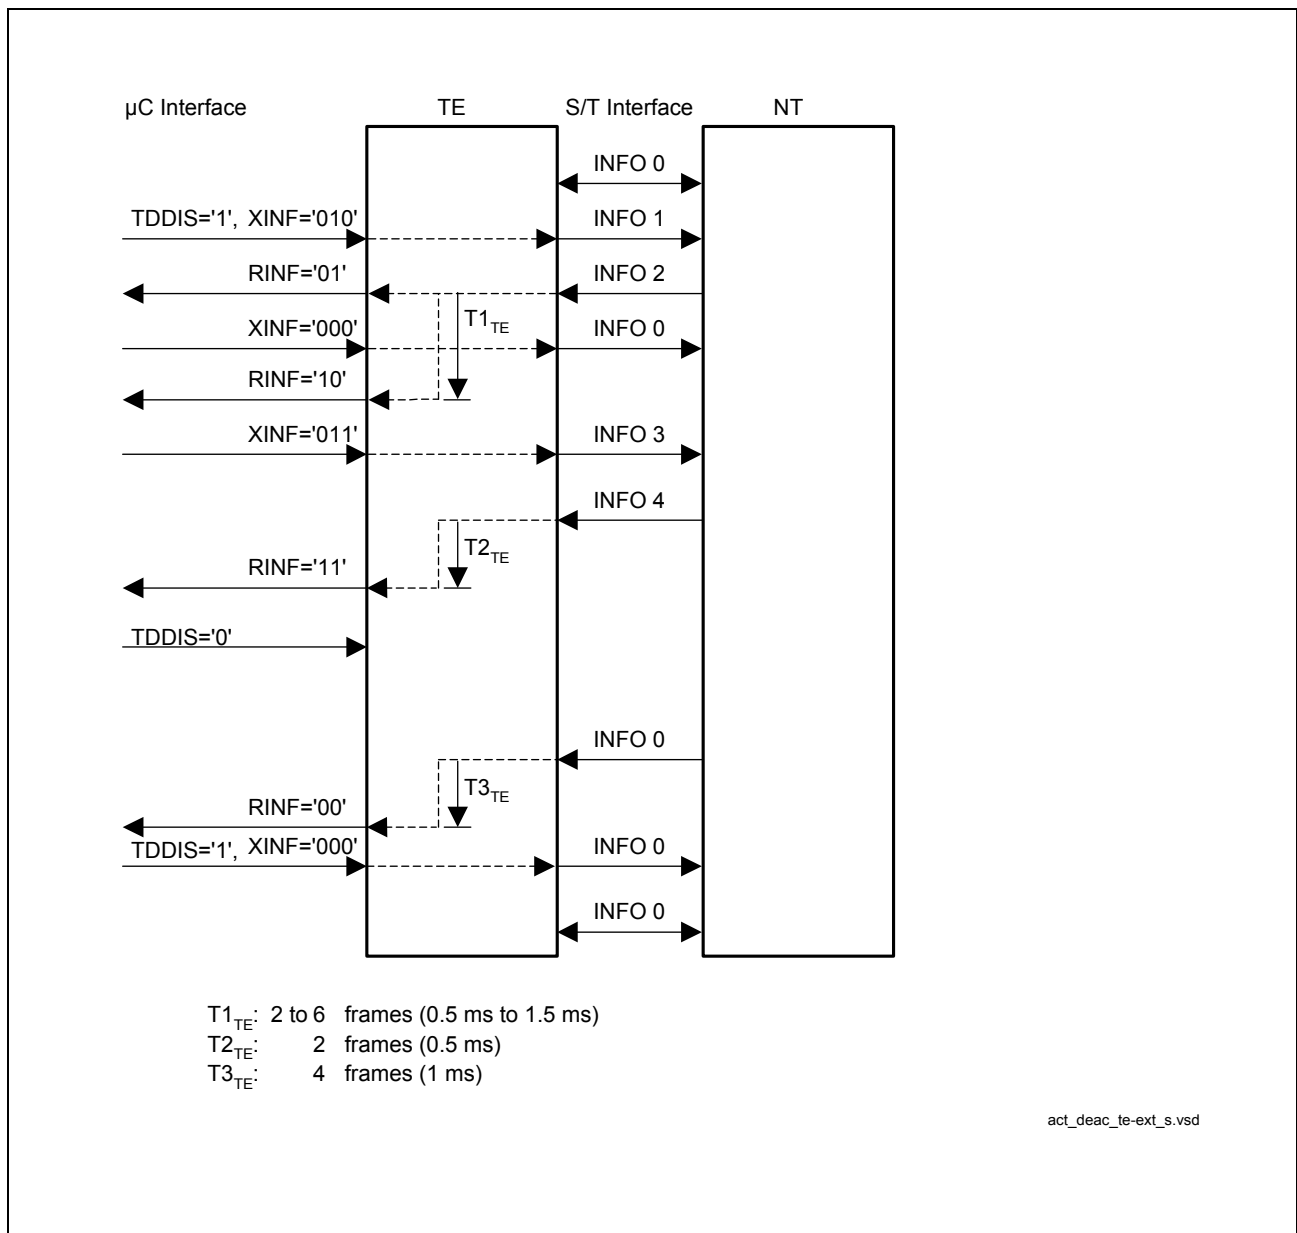 µC Interface TE S/T Interface NT
INFO 0
TDDIS='1', XINF='010' INFO 1
RINF='01' INFO 2
T1TE
XINF='000' INFO 0
RINF='10'
XINF='011' INFO 3
INFO 4
T2TE
RINF='11'
TDDIS='0'
INFO 0
T3TE
RINF='00'
TDDIS='1', XINF='000' INFO 0
INFO 0
T1TE: 2 to 6 frames (0.5 ms to 1.5 ms)
T2TE: 2 frames (0.5 ms)
T3TE: 4 frames (1 ms)
act_deac_te-ext_s.vsd